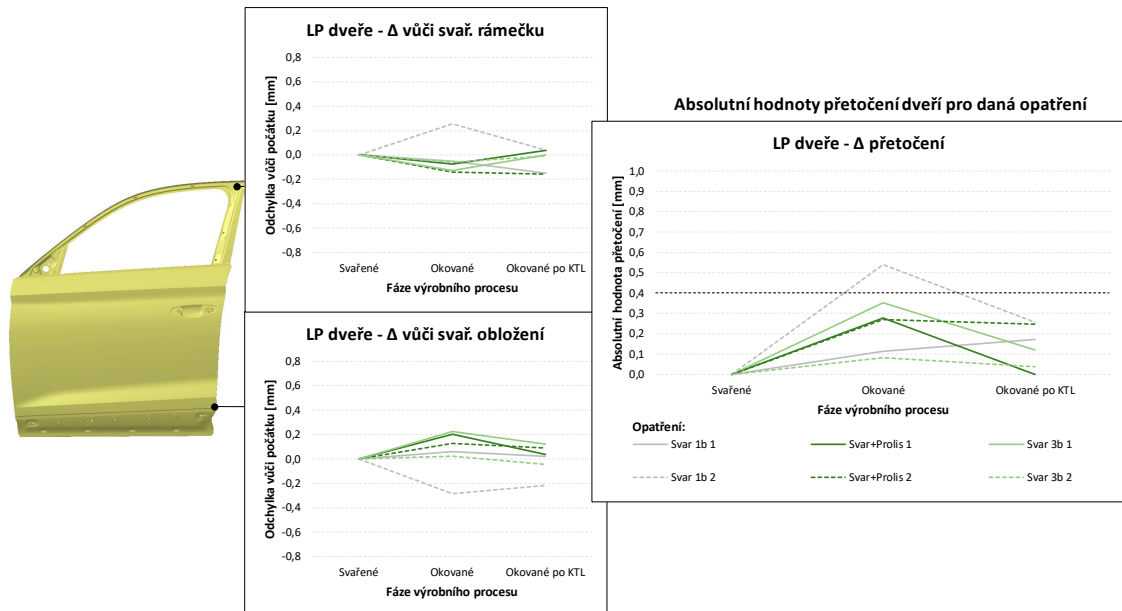 LP dveře - Δ vůči svař. rámečku
Odchylka vůči počátku [mm]
0,8
0,6
0,4
0,2
0,0
-0,2
-0,4
-0,6
-0,8
Svařené Okované Okované po KTL
Fáze výrobního procesu
LP dveře - Δ vůči svař. obložení
Odchylka vůči počátku [mm]
0,8
0,6
0,4
0,2
0,0
-0,2
-0,4
-0,6
-0,8
Svařené Okované Okované po KTL
Fáze výrobního procesu
Absolutní hodnoty přetočení dveří pro daná opatření
LP dveře - Δ přetočení
Absolutní hodnota přetočení [mm]
1,0
0,9
0,8
0,7
0,6
0,5
0,4
0,3
0,2
0,1
0,0
Svařené Okované Okované po KTL
Fáze výrobního procesu
Opatření:
Svar 1b 1 Svar+Prolis 1 Svar 3b 1
Svar 1b 2 Svar+Prolis 2 Svar 3b 2